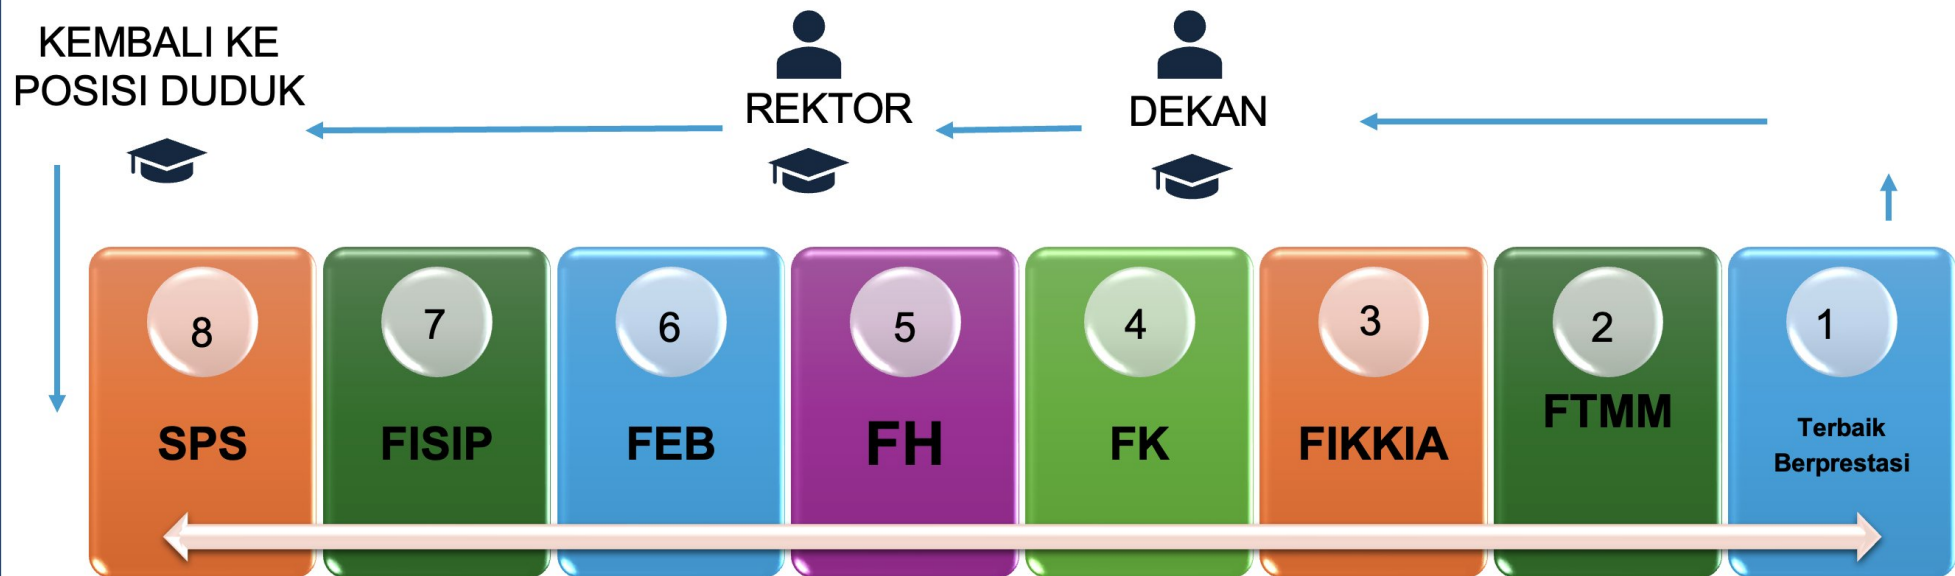 KEMBALI KE
POSISI DUDUK
REKTOR
DEKAN
8
SPS
7
FISIP
6
FEB
5
FH
4
FK
3
FIKKIA
2
FTMM
1
Terbaik
Berprestasi